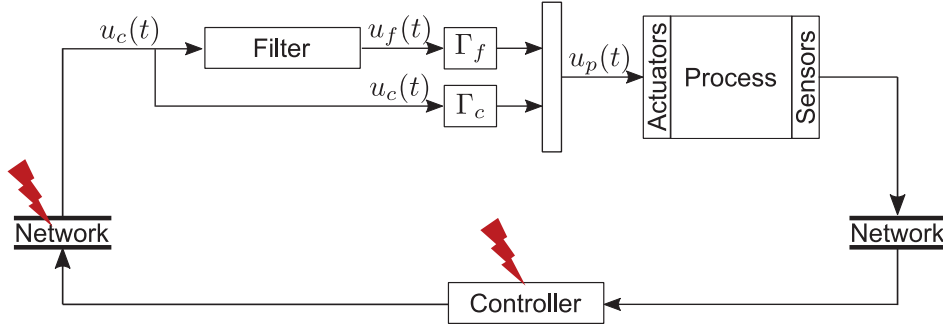 u_c(t)
Filter
u_f(t)
Γ_f
u_c(t)
Γ_c
u_p(t)
Actuators
Process
Sensors
Network
Network
Controller